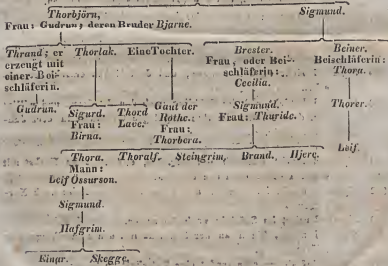 Thorbjörn, Sigmund.
Frau: Gudrun; deren Bruder Bjarne.
Thrand; er Thorlak. Eine Tochter. Brester. Beiner.
erzeugt mit Frau, oder Bei- Beischläferin:
einer Bei- schläferin: Thora.
schläferin. Cecilia.
Gudrun. Sigurd. Thord Gaut der Sigmund. Thorer.
Frau: Lave. Rothe. Frau: Thuride.
Birna. Frau: Leif.
Thorbera.
Thora. Thoralf. Steingrim. Brand. Hjere.
Mann:
Leif Össurson.
Sigmund.
Hafgrim.
Einar. Skegge.